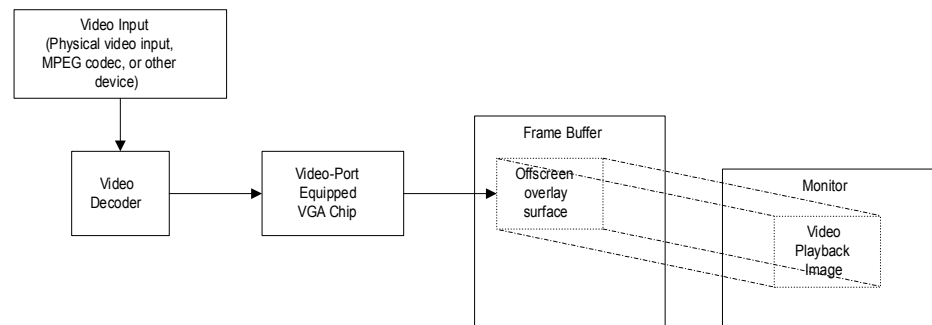 Video Input
(Physical video input,
MPEG codec, or other
device)
Video
Decoder
Video-Port
Equipped
VGA Chip
Frame Buffer
Offscreen
overlay
surface
Monitor
Video
Playback
Image